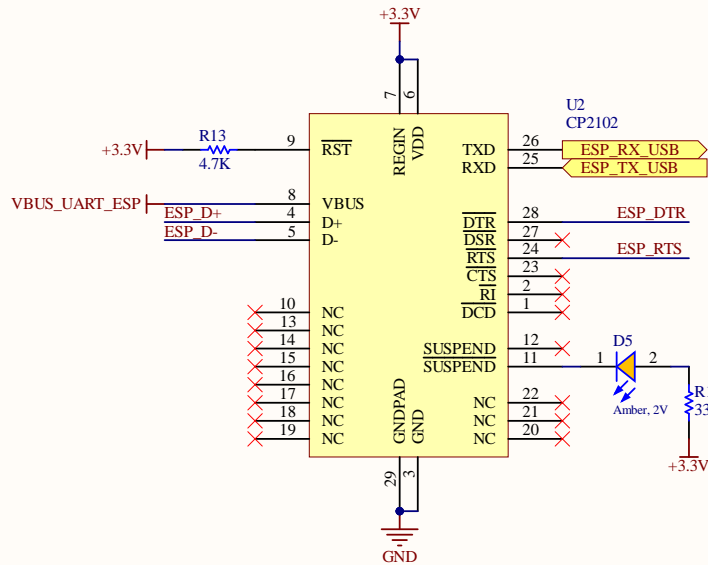 +3.3V
7
6
REGIN
VDD
U2
CP2102
+3.3V
R13
4.7K
9
RST
TXD
26
ESP_RX_USB
RXD
25
ESP_TX_USB
VBUS_UART_ESP
8
VBUS
ESP_D+
4
D+
ESP_D-
5
D-
DTR
28
ESP_DTR
DSR
27
RTS
24
ESP_RTS
CTS
23
RI
2
DCD
1
10
NC
13
NC
14
NC
15
NC
16
NC
17
NC
18
NC
19
NC
SUSPEND
12
SUSPEND
11
1
D5
2
Amber, 2V
NC
22
NC
21
NC
20
+3.3V
GNDPAD
GND
29
3
GND